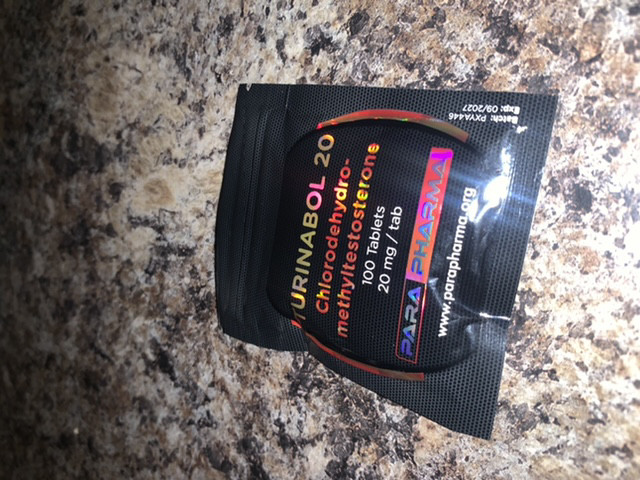 TURINABOL 20
Chlorodehydro-
methyltestosterone
100 Tablets
20 mg / tab
PARA PHARMA
www.parapharma.org
Batch: PXYA446
Exp: 09/2027